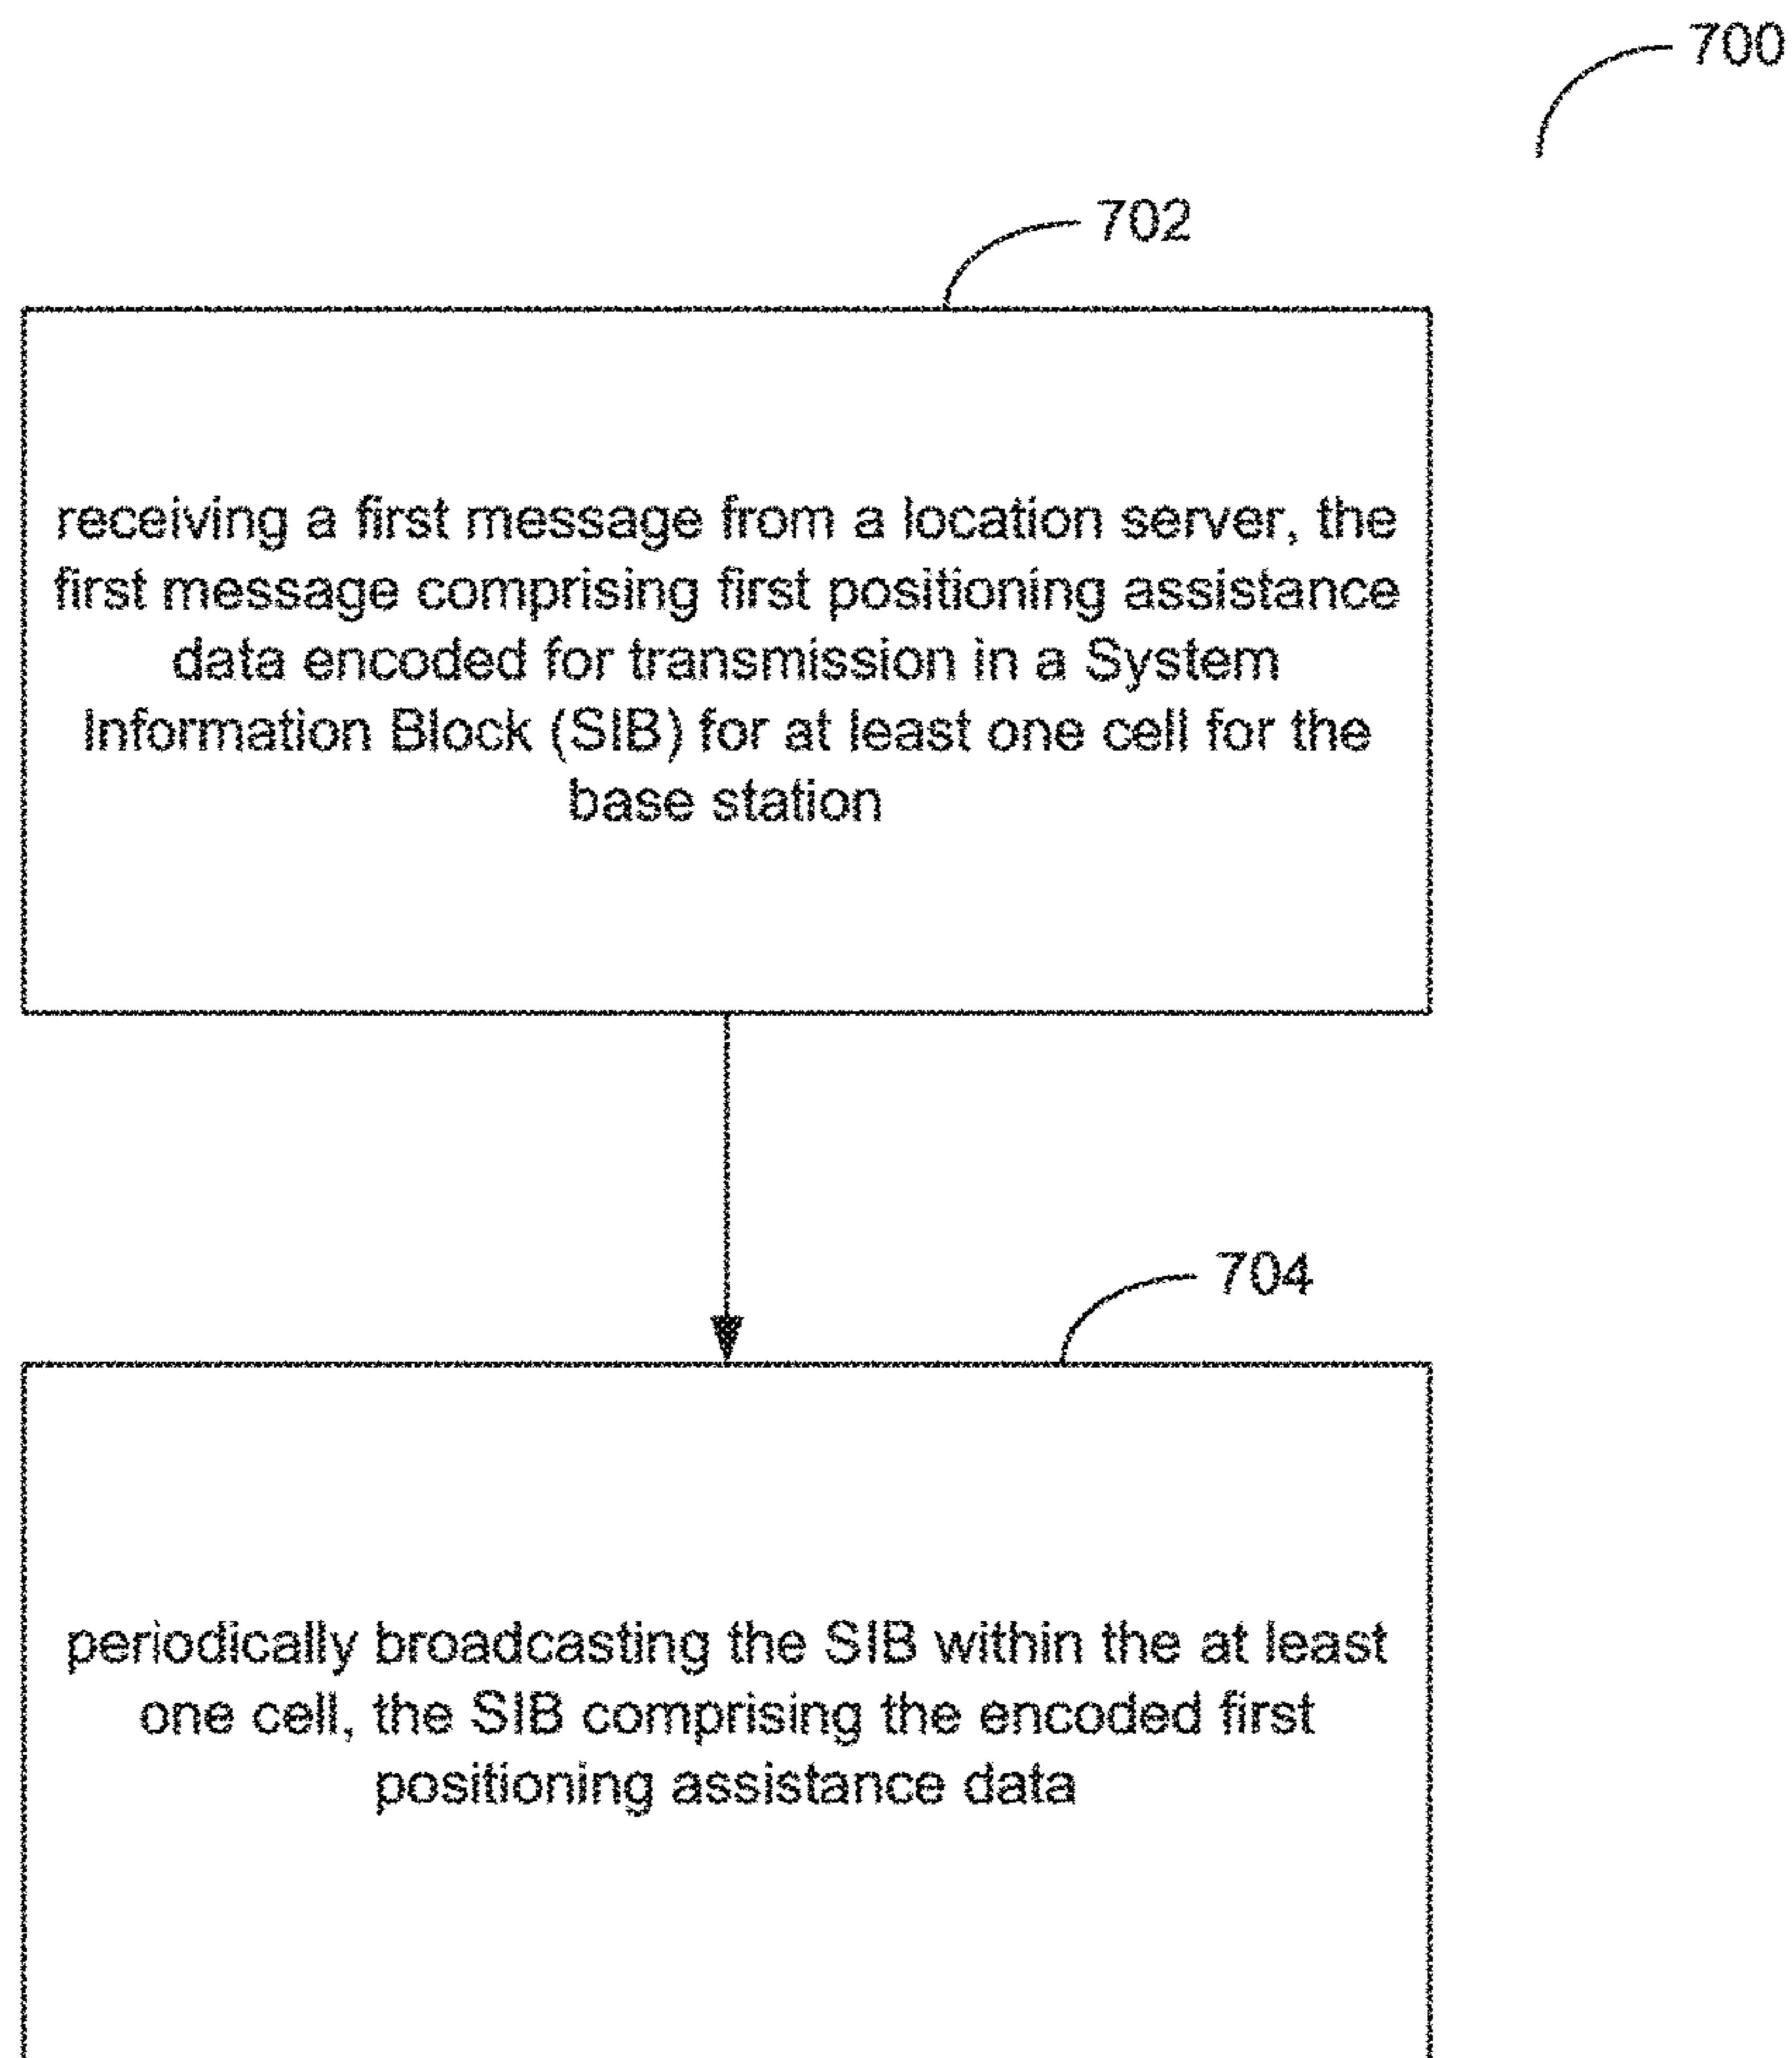 700
702
receiving a first message from a location server, the
first message comprising first positioning assistance
data encoded for transmission in a System
Information Block (SIB) for at least one cell for the
base station
704
periodically broadcasting the SIB within the at least
one cell, the SIB comprising the encoded first
positioning assistance data